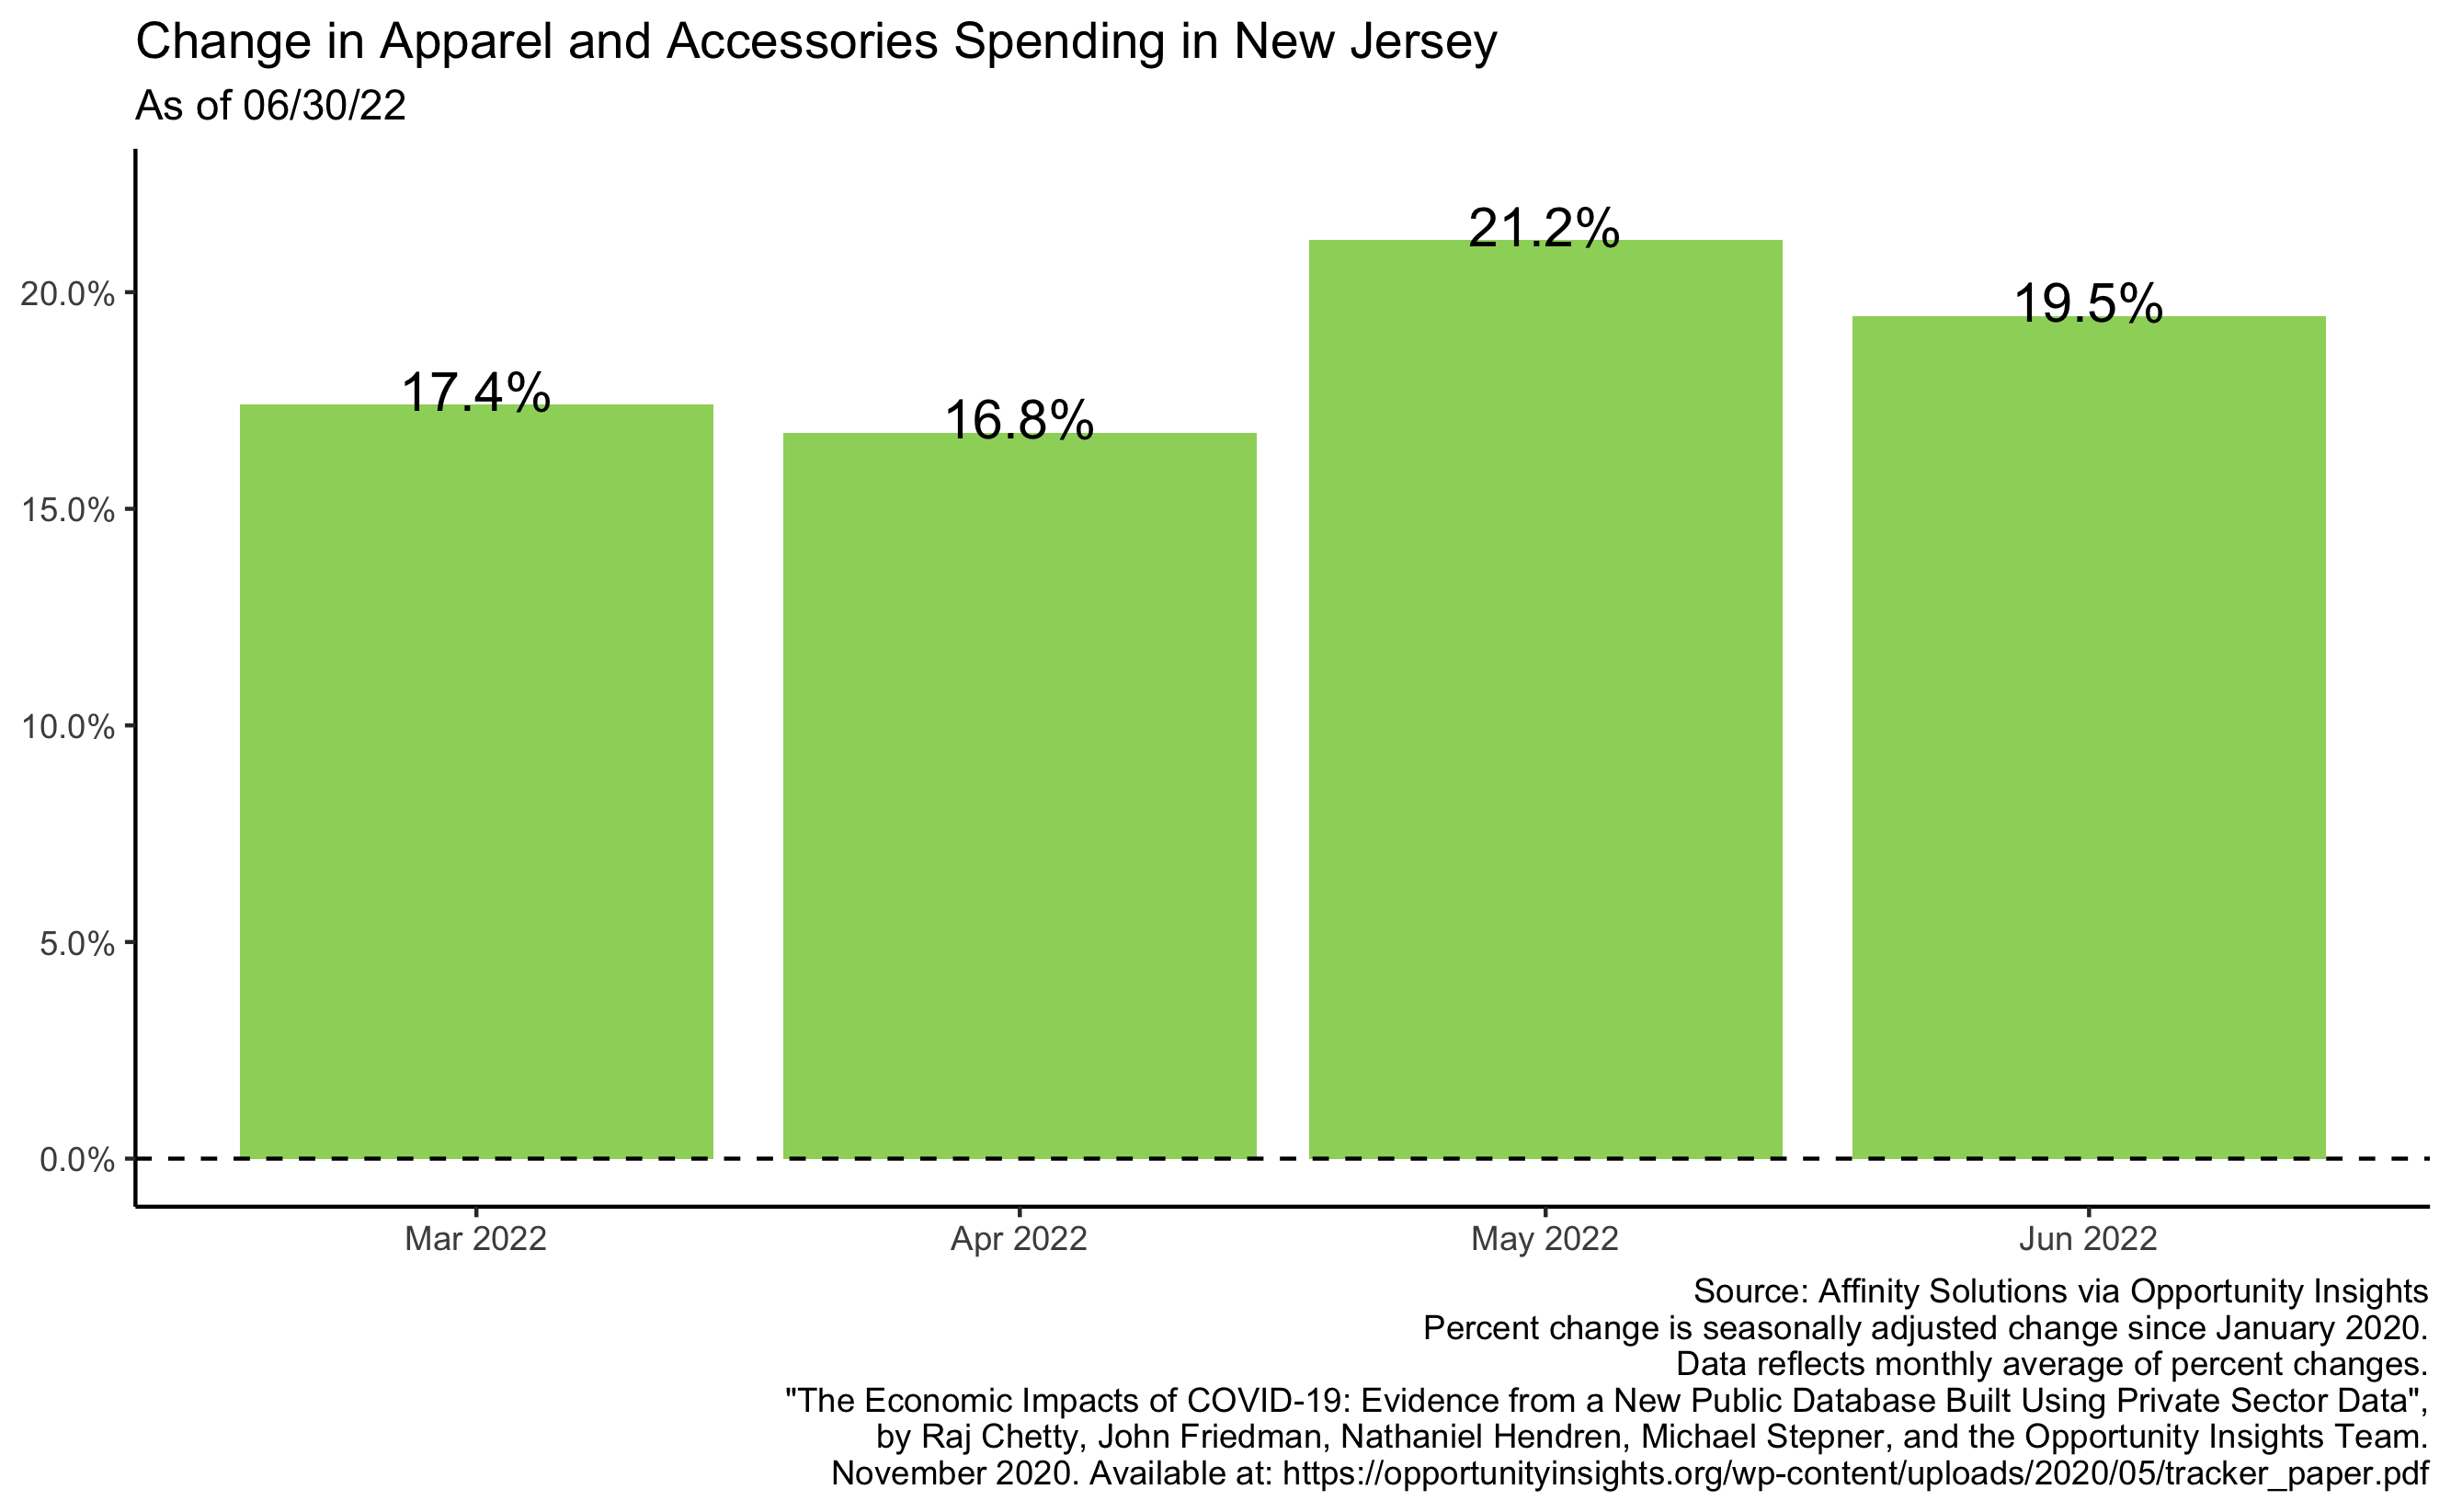 Change in Apparel and Accessories Spending in New Jersey
As of 06/30/22
21.2%
19.5%
17.4%
16.8%
20.0%
15.0%
10.0%
5.0%
0.0%
Mar 2022
Apr 2022
May 2022
Jun 2022
Source: Affinity Solutions via Opportunity Insights
Percent change is seasonally adjusted change since January 2020.
Data reflects monthly average of percent changes.
"The Economic Impacts of COVID-19: Evidence from a New Public Database Built Using Private Sector Data",
by Raj Chetty, John Friedman, Nathaniel Hendren, Michael Stepner, and the Opportunity Insights Team.
November 2020. Available at: https://opportunityinsights.org/wp-content/uploads/2020/05/tracker_paper.pdf